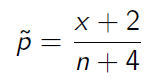 p̃ = (x + 2) / (n + 4)